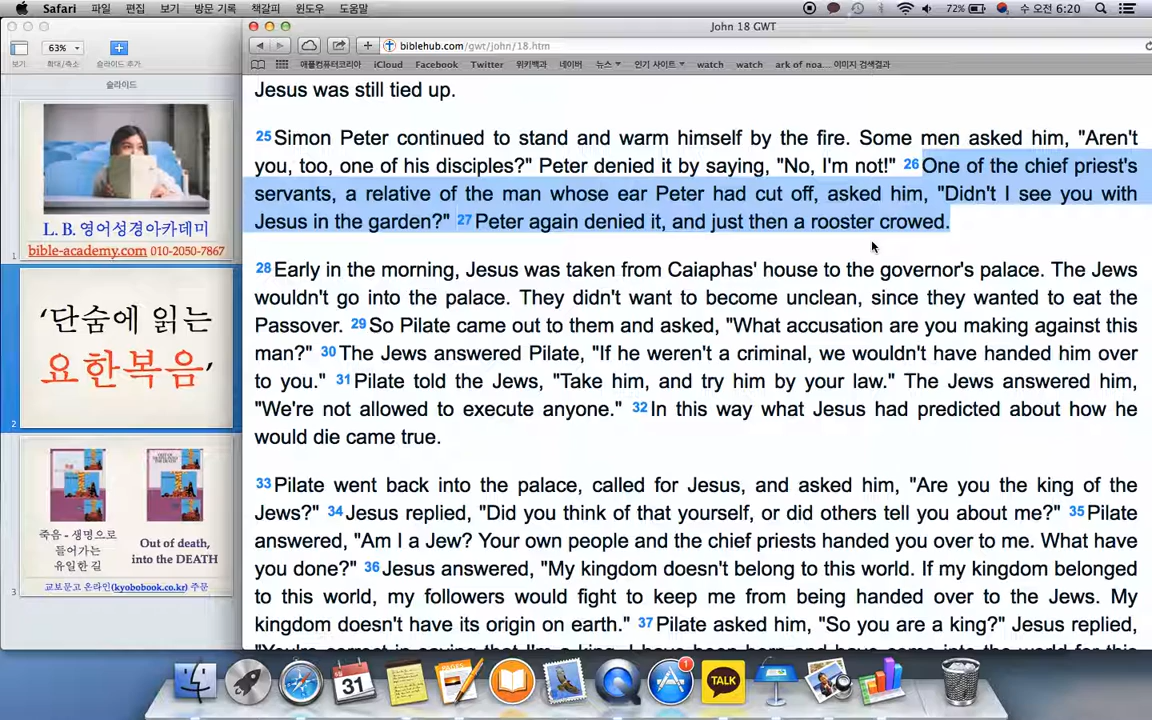 Safari 파일 편집 보기 방문 기록 책갈피 윈도우 도움말 72% 수 오전 6:20
63%
보기 확대/축소 슬라이드 추가
슬라이드
L. B. 영어성경아카데미
bible-academy.com 010-2050-7867
1
'단숨에 읽는
요한복음'
2
죽음 - 생명으로
들어가는
유일한 길
Out of death,
into the DEATH
교보문고 온라인(kyobobook.co.kr) 주문
3
John 18 GWT
biblehub.com/gwt/john/18.htm
애플컴퓨터코리아 iCloud Facebook Twitter 위키백과 네이버 뉴스 인기 사이트 watch watch ark of noa...이미지 검색결과
Jesus was still tied up.
25 Simon Peter continued to stand and warm himself by the fire. Some men asked him, "Aren't
you, too, one of his disciples?" Peter denied it by saying, "No, I'm not!" 26 One of the chief priest's
servants, a relative of the man whose ear Peter had cut off, asked him, "Didn't I see you with
Jesus in the garden?" 27 Peter again denied it, and just then a rooster crowed.
28 Early in the morning, Jesus was taken from Caiaphas' house to the governor's palace. The Jews
wouldn't go into the palace. They didn't want to become unclean, since they wanted to eat the
Passover. 29 So Pilate came out to them and asked, "What accusation are you making against this
man?" 30 The Jews answered Pilate, "If he weren't a criminal, we wouldn't have handed him over
to you." 31 Pilate told the Jews, "Take him, and try him by your law." The Jews answered him,
"We're not allowed to execute anyone." 32 In this way what Jesus had predicted about how he
would die came true.
33 Pilate went back into the palace, called for Jesus, and asked him, "Are you the king of the
Jews?" 34 Jesus replied, "Did you think of that yourself, or did others tell you about me?" 35 Pilate
answered, "Am I a Jew? Your own people and the chief priests handed you over to me. What have
you done?" 36 Jesus answered, "My kingdom doesn't belong to this world. If my kingdom belonged
to this world, my followers would fight to keep me from being handed over to the Jews. My
kingdom doesn't have its origin on earth." 37 Pilate asked him, "So you are a king?" Jesus replied,
31
1
TALK